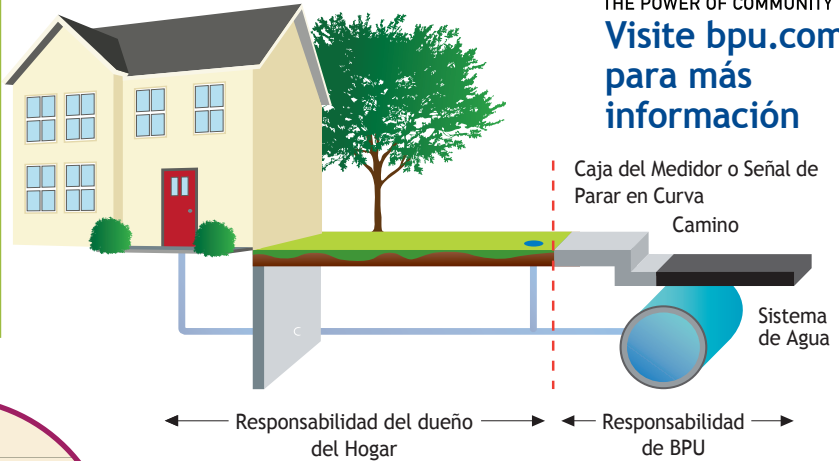 THE POWER OF COMMUNITY
Visite bpu.com
para más
información
Caja del Medidor o Señal de
Parar en Curva
Camino
Sistema
de Agua
Responsabilidad del dueño
del Hogar
Responsabilidad
de BPU